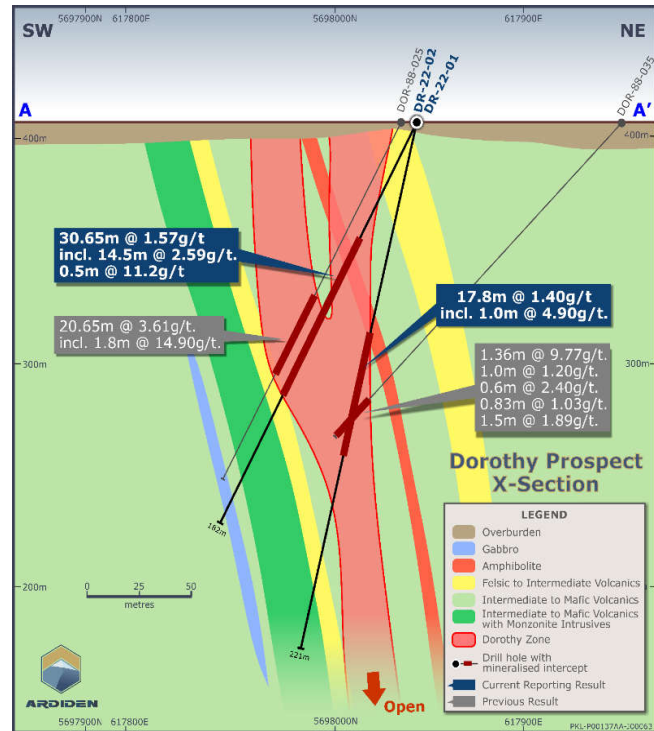 5697900N 617800E 5698000N 617900E
SW
NE
DOR-88-025
DR-22-02
DR-22-01
DOR-88-035
A
A'
400m
400m
30.65m @ 1.57g/t
incl. 14.5m @ 2.59g/t
0.5m @ 11.2g/t
17.8m @ 1.40g/t
incl. 1.0m @ 4.90g/t.
20.65m @ 3.61g/t.
incl. 1.8m @ 14.90g/t.
1.36m @ 9.77g/t.
1.0m @ 1.20g/t.
0.6m @ 2.40g/t.
0.83m @ 1.03g/t.
1.5m @ 1.89g/t.
300m
300m
Dorothy Prospect
X-Section
LEGEND
Overburden
Gabbro
Amphibolite
Felsic to Intermediate Volcanics
Intermediate to Mafic Volcanics
Intermediate to Mafic Volcanics
with Monzonite Intrusives
Dorothy Zone
Drill hole with
mineralised intercept
Current Reporting Result
Previous Result
182m
200m
0 25 50
metres
221m
ARDIDEN
Open
5697900N 617800E 5698000N 617900E